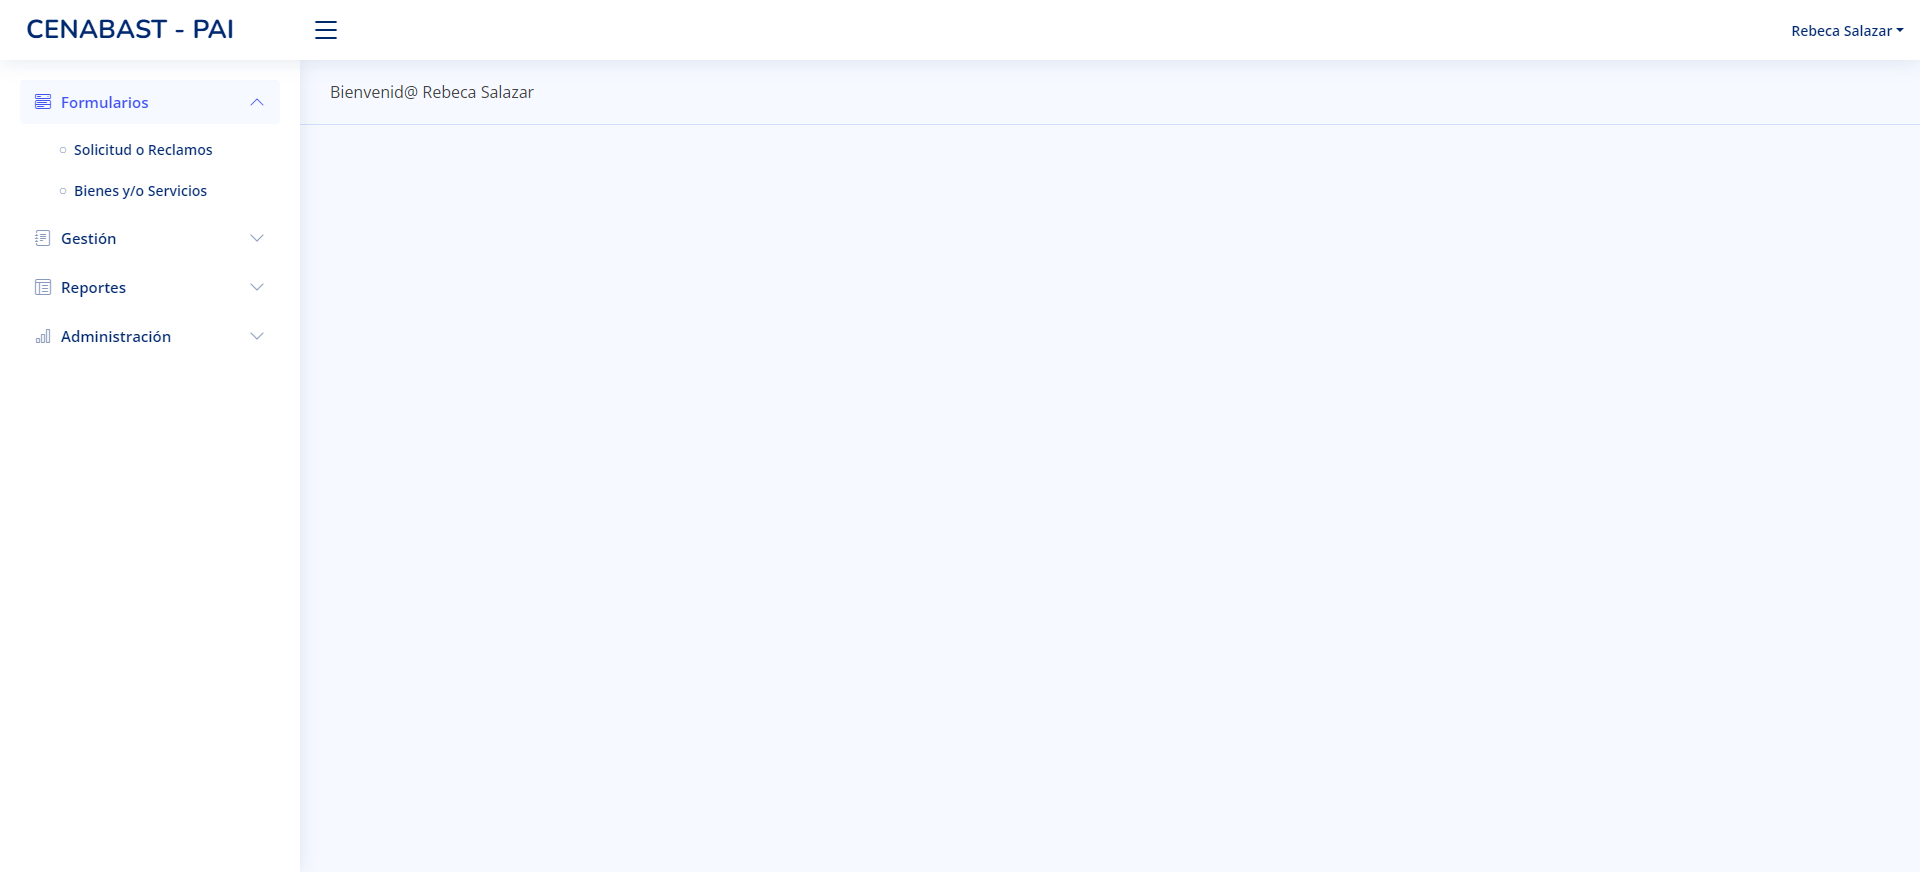 CENABAST - PAI
Rebeca Salazar
Formularios
Solicitud o Reclamos
Bienes y/o Servicios
Gestión
Reportes
Administración
Bienvenid@ Rebeca Salazar